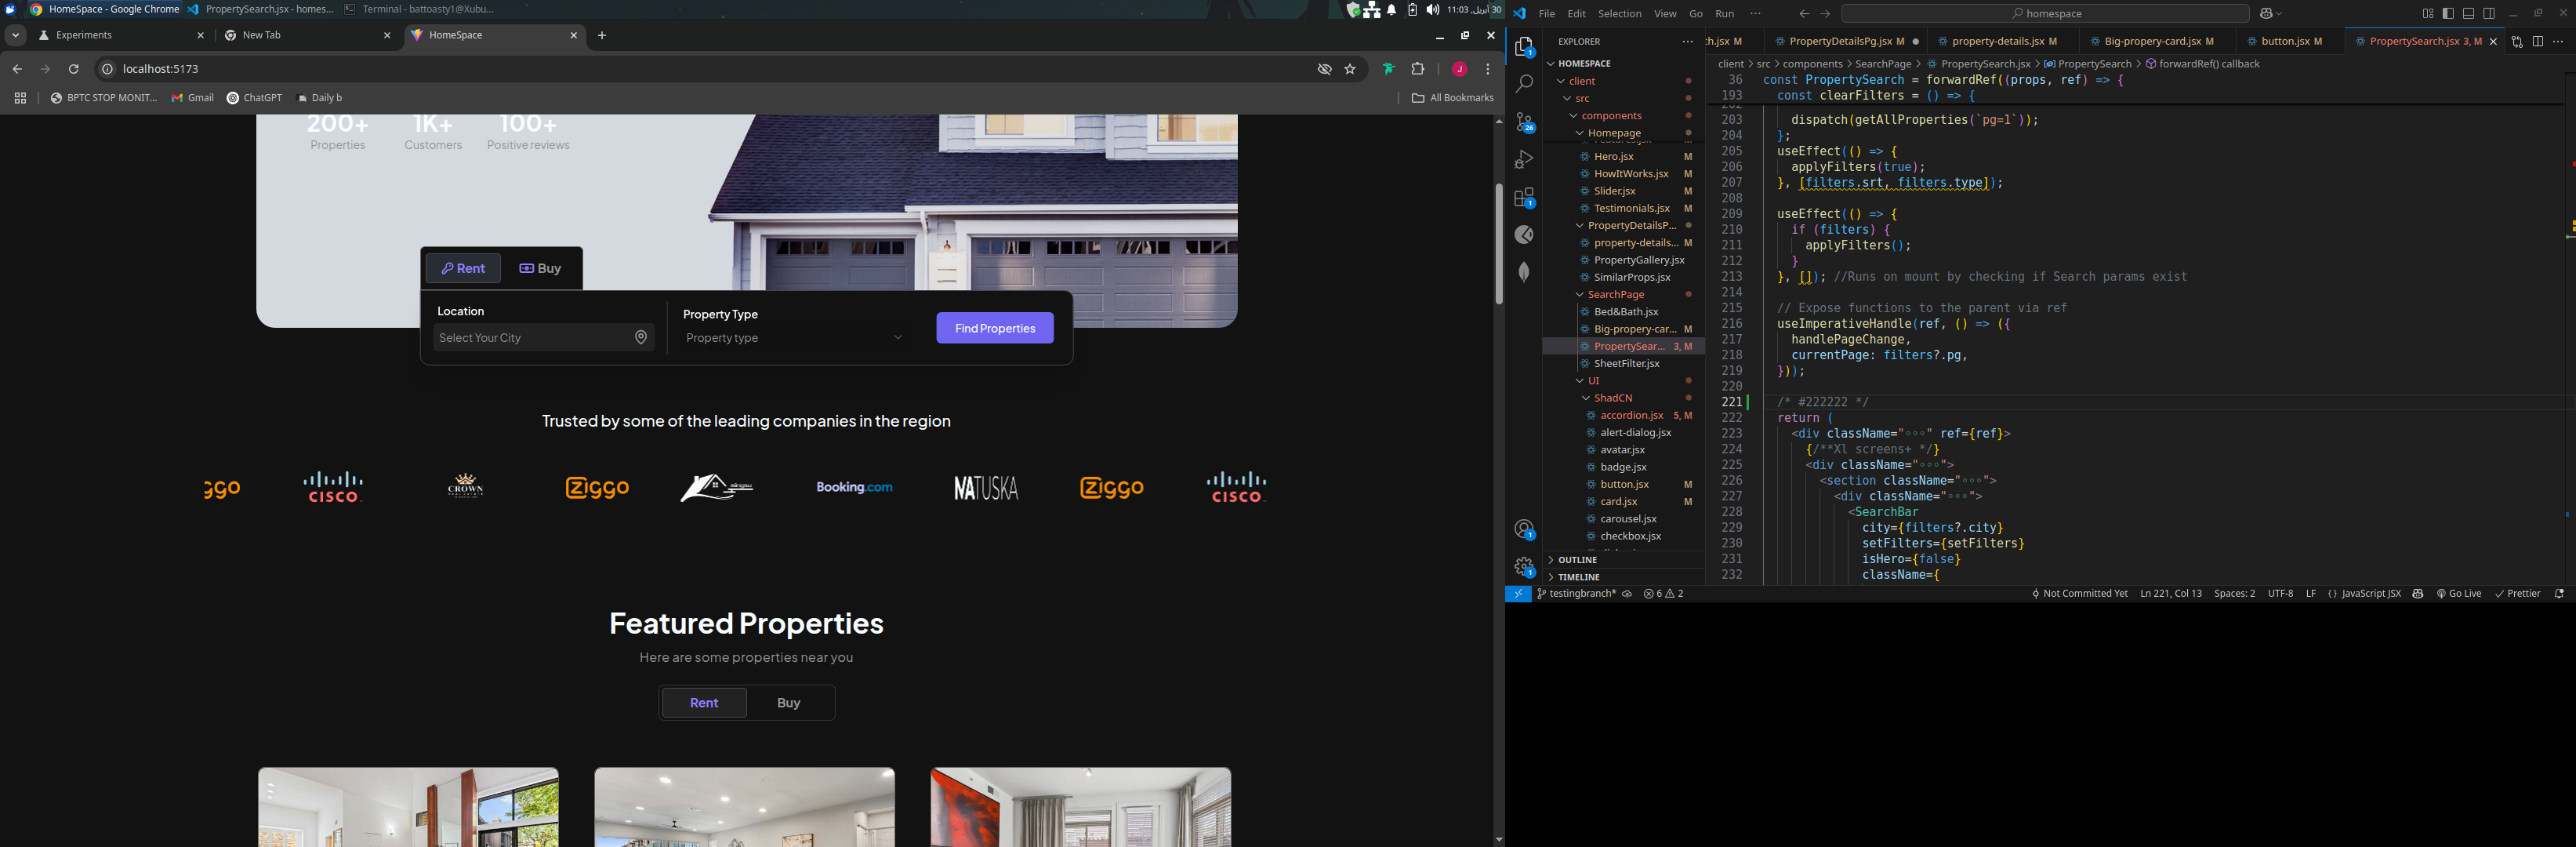 HomeSpace - Google Chrome
PropertySearch.jsx - homes...
Terminal - battoasty1@Xubu...
30 أبريل, 11:03
Experiments
New Tab
HomeSpace
localhost:5173
BPTC STOP MONIT...
Gmail
ChatGPT
Daily b
All Bookmarks
200+
1K+
100+
Properties
Customers
Positive reviews
Rent
Buy
Location
Property Type
Select Your City
Property type
Find Properties
Trusted by some of the leading companies in the region
ggo
CISCO
CROWN
Ziggo
Booking.com
NATUSKA
Ziggo
CISCO
Featured Properties
Here are some properties near you
Rent
Buy
File Edit Selection View Go Run ···
homespace
EXPLORER
HOMESPACE
client
src
components
Homepage
Hero.jsx M
HowItWorks.jsx M
Slider.jsx M
Testimonials.jsx M
PropertyDetailsP...
property-details... M
PropertyGallery.jsx
SimilarProps.jsx
SearchPage
Bed&Bath.jsx
Big-propery-car... M
PropertySear... 3, M
SheetFilter.jsx
UI
ShadCN
accordion.jsx 5, M
alert-dialog.jsx
avatar.jsx
badge.jsx
button.jsx M
card.jsx M
carousel.jsx
checkbox.jsx
OUTLINE
TIMELINE
ch.jsx M
PropertyDetailsPg.jsx M
property-details.jsx M
Big-propery-card.jsx M
button.jsx M
PropertySearch.jsx 3, M
client > src > components > SearchPage > PropertySearch.jsx > PropertySearch > forwardRef() callback
36 const PropertySearch = forwardRef((props, ref) => {
193 const clearFilters = () => {
203 dispatch(getAllProperties(`pg=1`));
204 };
205 useEffect(() => {
206 applyFilters(true);
207 }, [filters.srt, filters.type]);
208
209 useEffect(() => {
210 if (filters) {
211 applyFilters();
212 }
213 }, []); //Runs on mount by checking if Search params exist
214
215 // Expose functions to the parent via ref
216 useImperativeHandle(ref, () => ({
217 handlePageChange,
218 currentPage: filters?.pg,
219 }));
220
221 /* #222222 */
222 return (
223 <div className="◦◦◦" ref={ref}>
224 {/**Xl screens+ */}
225 <div className="◦◦◦">
226 <section className="◦◦◦">
227 <div className="◦◦◦">
228 <SearchBar
229 city={filters?.city}
230 setFilters={setFilters}
231 isHero={false}
232 className={
testingbranch*
6
2
Not Committed Yet
Ln 221, Col 13
Spaces: 2
UTF-8
LF
{} JavaScript JSX
Go Live
Prettier